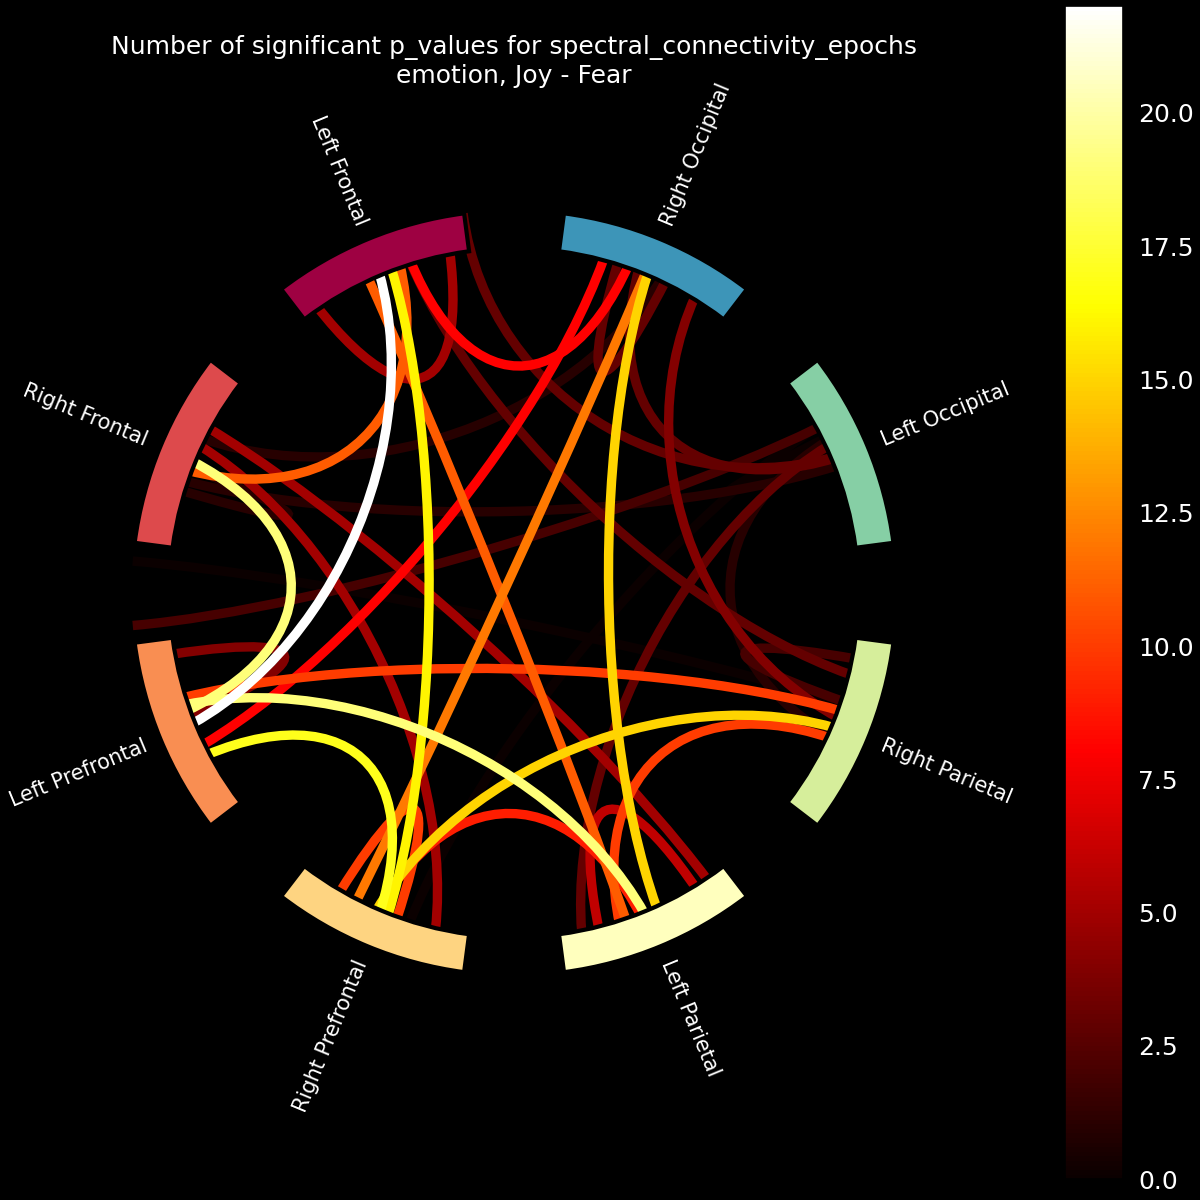 Number of significant p_values for spectral_connectivity_epochs
emotion, Joy - Fear
Left Frontal
Right Occipital
Right Frontal
Left Occipital
Left Prefrontal
Right Parietal
Right Prefrontal
Left Parietal
20.0
17.5
15.0
12.5
10.0
7.5
5.0
2.5
0.0